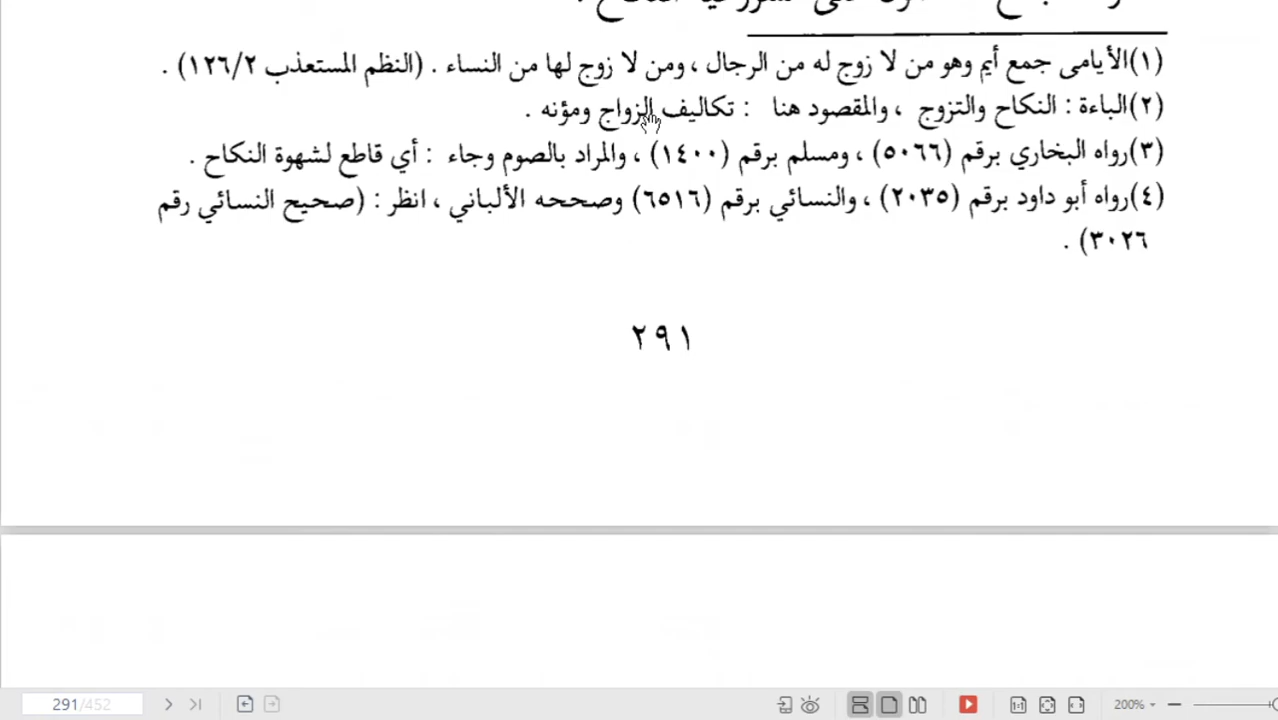 (١)الأيامى جمع أيم وهو من لا زوج له من الرجال ، ومن لا زوج لها من النساء . (النظم المستعذب ١٢٦/٢) .
(٢)الباءة : النكاح والتزوج ، والمقصود هنا : تكاليف الزواج ومؤنه .
(٣)رواه البخاري برقم (٥٠٦٦) ، ومسلم برقم (١٤٠٠) ، والمراد بالصوم وجاء : أي قاطع لشهوة النكاح .
(٤)رواه أبو داود برقم (٢٠٣٥) ، والنسائي برقم (٦٥١٦) وصححه الألباني ، انظر : (صحيح النسائي رقم
٣٠٢٦) .
٢٩١
291/452
200%